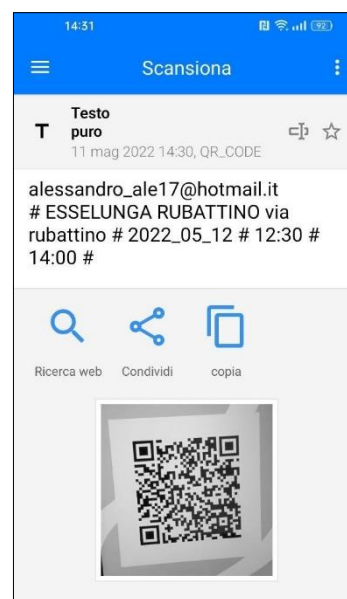 14:31
92
Scansiona
T
Testo
puro
11 mag 2022 14:30, QR_CODE
alessandro_ale17@hotmail.it
# ESSELUNGA RUBATTINO via
rubattino # 2022_05_12 # 12:30 #
14:00 #
Ricerca web
Condividi
copia